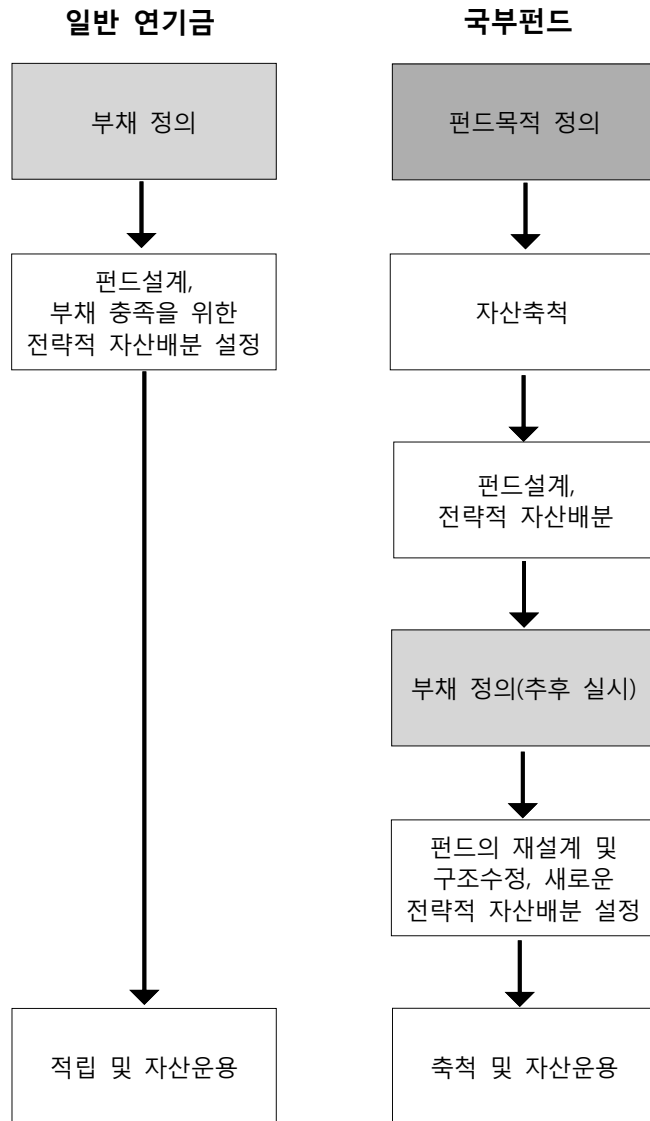 일반 연기금
국부펀드
부채 정의
펀드목적 정의
펀드설계,
부채 충족을 위한
전략적 자산배분 설정
자산축척
펀드설계,
전략적 자산배분
부채 정의(추후 실시)
펀드의 재설계 및
구조수정, 새로운
전략적 자산배분 설정
적립 및 자산운용
축척 및 자산운용